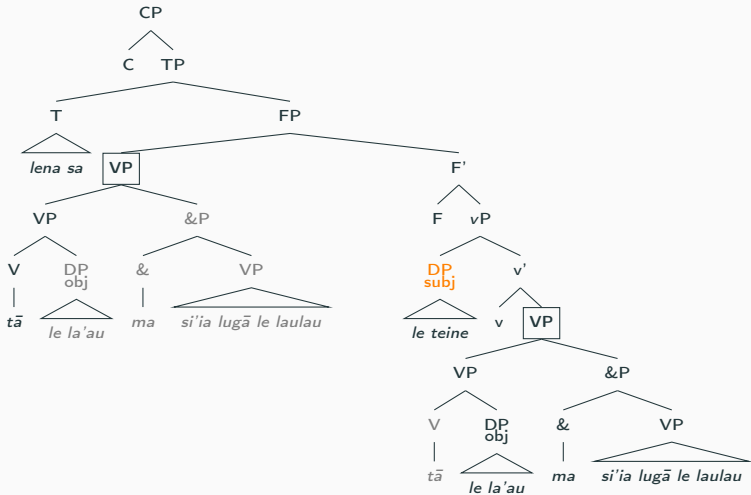 CP
C TP
T FP
lena sa VP F'
VP &P F vP
V DP obj & VP DP subj v'
tā le la'au ma si'ia lugā le laulau le teine v VP
VP &P
V DP obj & VP
tā le la'au ma si'ia lugā le laulau